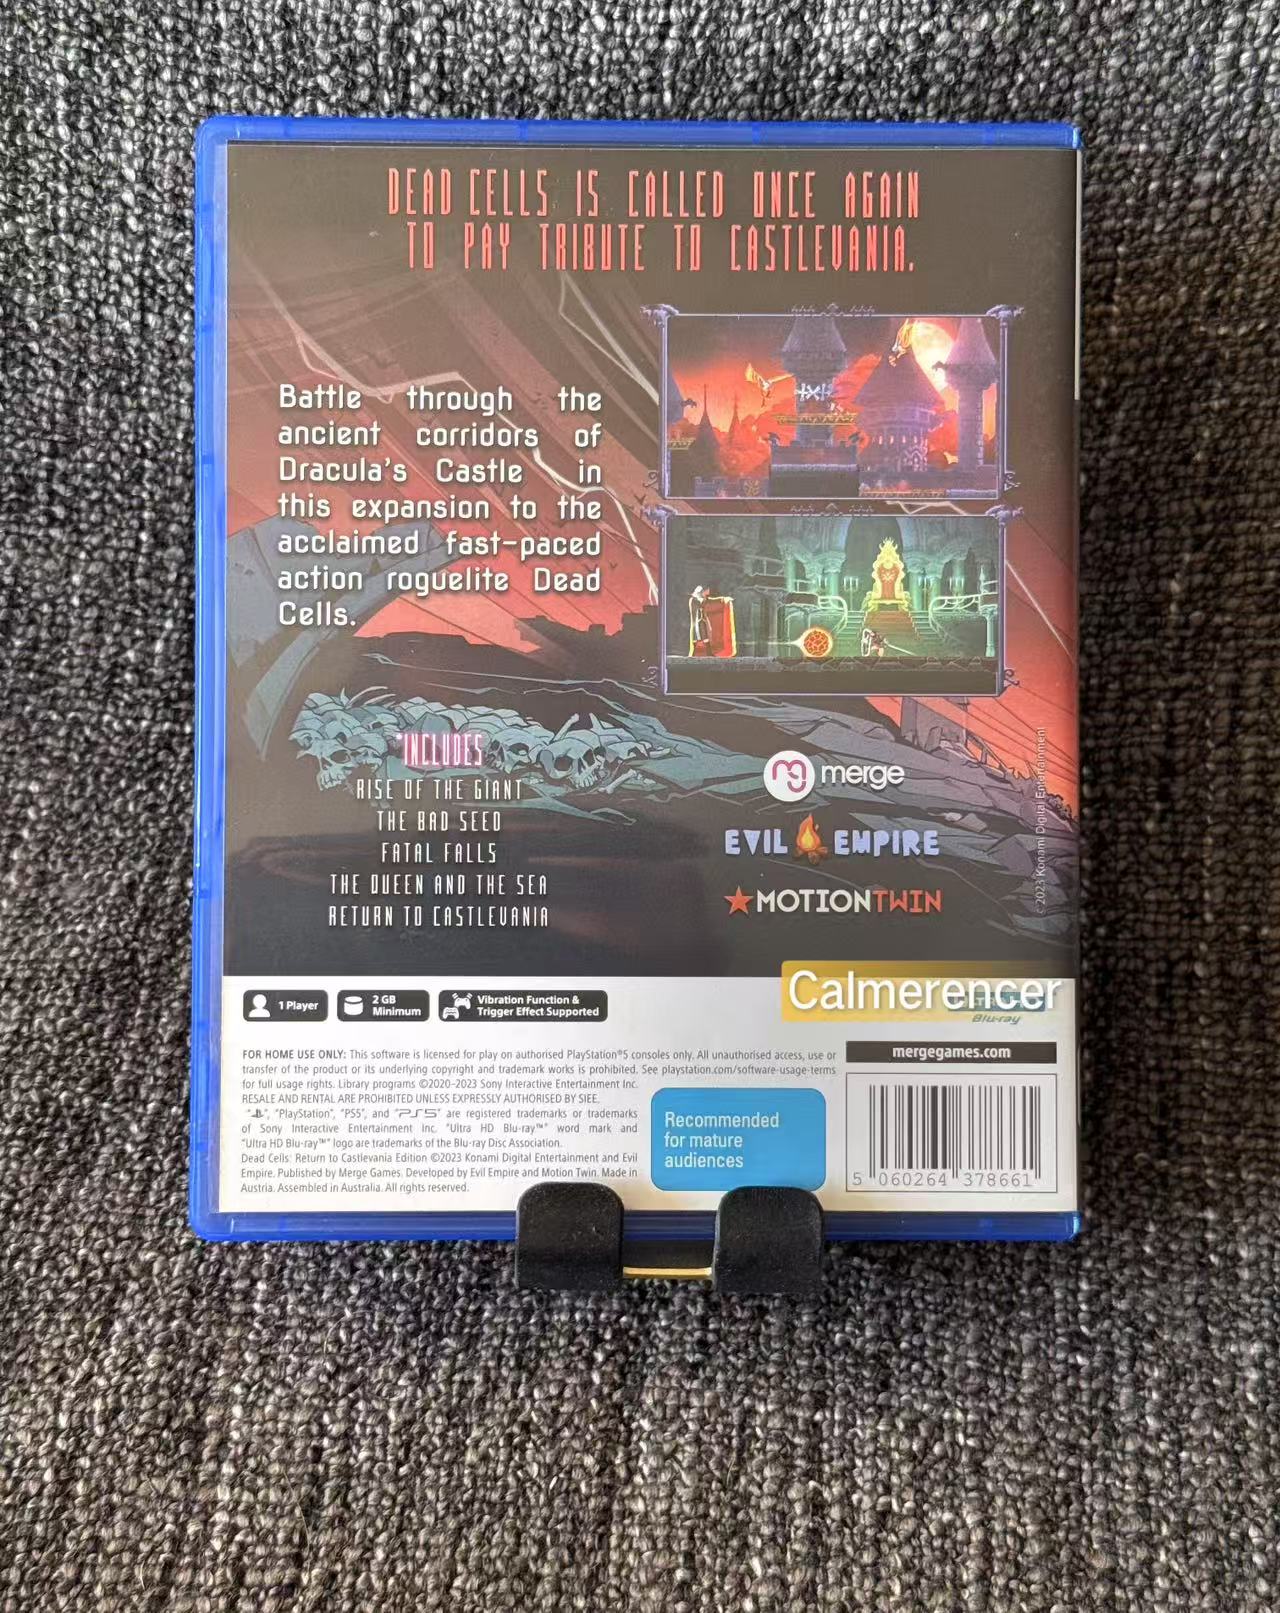 DEAD CELLS IS CALLED ONCE AGAIN
TO PAY TRIBUTE TO CASTLEVANIA.
Battle through the
ancient corridors of
Dracula's Castle in
this expansion to the
acclaimed fast-paced
action roguelite Dead
Cells.
*INCLUDES
RISE OF THE GIANT
THE BAD SEED
FATAL FALLS
THE QUEEN AND THE SEA
RETURN TO CASTLEVANIA
merge
EVIL EMPIRE
MOTIONTWIN
©2023 Konami Digital Entertainment
1 Player
2 GB
Minimum
Vibration Function &
Trigger Effect Supported
Calmerencer
Blu-ray
FOR HOME USE ONLY: This software is licensed for play on authorised PlayStation®5 consoles only. All unauthorised access, use or
transfer of the product or its underlying copyright and trademark works is prohibited. See playstation.com/software-usage-terms
for full usage rights. Library programs ©2020-2023 Sony Interactive Entertainment Inc.
RESALE AND RENTAL ARE PROHIBITED UNLESS EXPRESSLY AUTHORISED BY SIEE.
"", "PlayStation", "PS5", and "PS5" are registered trademarks or trademarks
of Sony Interactive Entertainment Inc. "Ultra HD Blu-ray™" word mark and
"Ultra HD Blu-ray™" logo are trademarks of the Blu-ray Disc Association.
Dead Cells: Return to Castlevania Edition ©2023 Konami Digital Entertainment and Evil
Empire. Published by Merge Games. Developed by Evil Empire and Motion Twin. Made in
Austria. Assembled in Australia. All rights reserved.
Recommended
for mature
audiences
mergegames.com
5 060264 378661